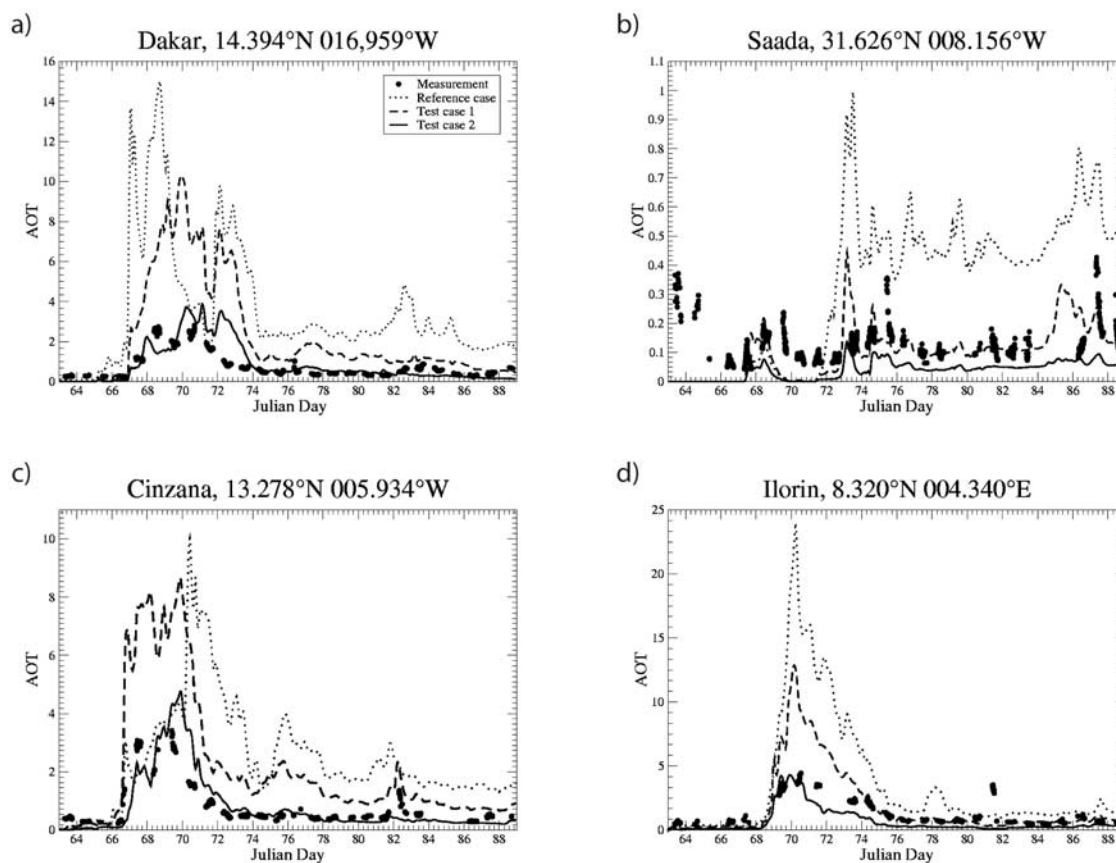 a)
Dakar, 14.394°N 016,959°W
16
14
12
10
8
6
4
2
0
AOT
Measurement
Reference case
Test case 1
Test case 2
64 66 68 70 72 74 76 78 80 82 84 86 88
Julian Day
b)
Saada, 31.626°N 008.156°W
1.1
1
0.9
0.8
0.7
0.6
0.5
0.4
0.3
0.2
0.1
0
AOT
64 66 68 70 72 74 76 78 80 82 84 86 88
Julian Day
c)
Cinzana, 13.278°N 005.934°W
10
8
6
4
2
0
AOT
64 66 68 70 72 74 76 78 80 82 84 86 88
Julian Day
d)
Ilorin, 8.320°N 004.340°E
25
20
15
10
5
0
AOT
64 66 68 70 72 74 76 78 80 82 84 86 88
Julian Day